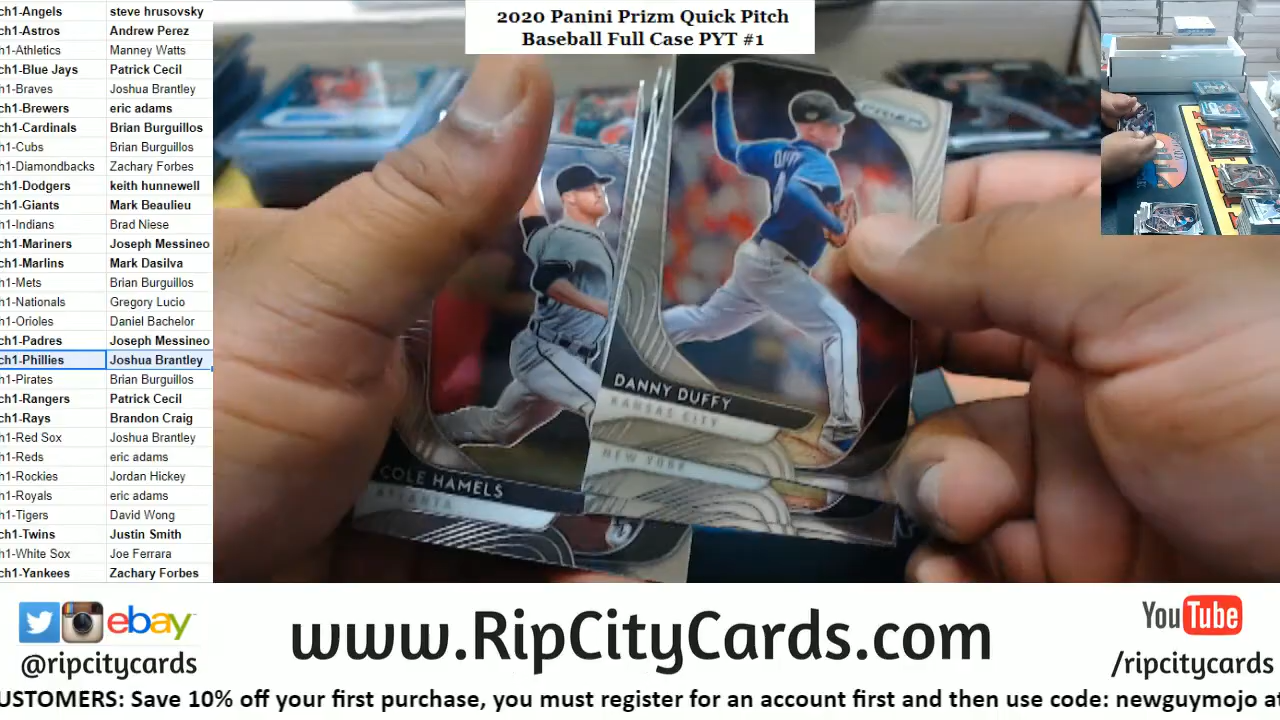 2020 Panini Prizm Quick Pitch
Baseball Full Case PYT #1
ch1-Angels steve hrusovsky
ch1-Astros Andrew Perez
ch1-Athletics Manney Watts
ch1-Blue Jays Patrick Cecil
ch1-Braves Joshua Brantley
ch1-Brewers eric adams
ch1-Cardinals Brian Burguillos
ch1-Cubs Brian Burguillos
ch1-Diamondbacks Zachary Forbes
ch1-Dodgers keith hunnewell
ch1-Giants Mark Beaulieu
ch1-Indians Brad Niese
ch1-Mariners Joseph Messineo
ch1-Marlins Mark Dasilva
ch1-Mets Brian Burguillos
ch1-Nationals Gregory Lucio
ch1-Orioles Daniel Bachelor
ch1-Padres Joseph Messineo
ch1-Phillies Joshua Brantley
ch1-Pirates Brian Burguillos
ch1-Rangers Patrick Cecil
ch1-Rays Brandon Craig
ch1-Red Sox Joshua Brantley
ch1-Reds eric adams
ch1-Rockies Jordan Hickey
ch1-Royals eric adams
ch1-Tigers David Wong
ch1-Twins Justin Smith
ch1-White Sox Joe Ferrara
ch1-Yankees Zachary Forbes
PRIZM
DANNY DUFFY
KANSAS CITY
NEW YORK
COLE HAMELS
ATLANTA
ebay
@ripcitycards
www.RipCityCards.com
YouTube
/ripcitycards
USTOMERS: Save 10% off your first purchase, you must register for an account first and then use code: newguymojo at